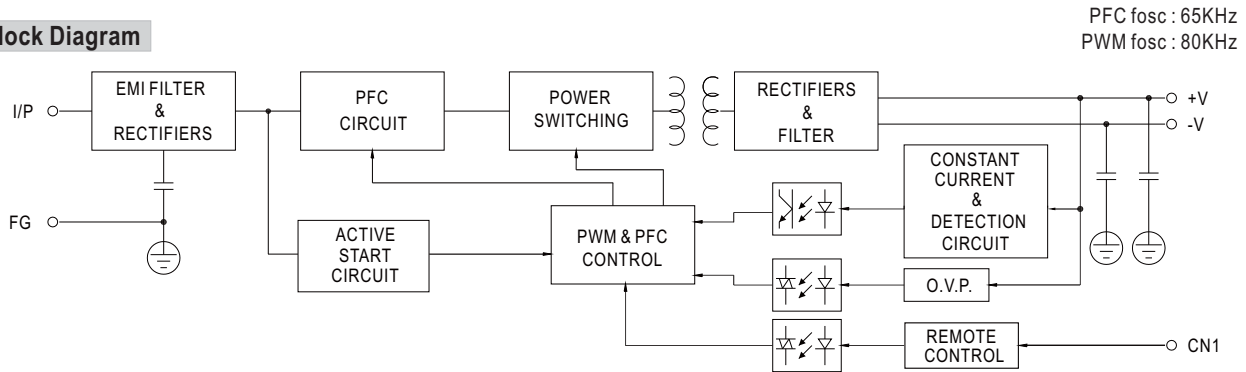 lock Diagram
PFC fosc : 65KHz
PWM fosc : 80KHz
I/P
EMI FILTER
&
RECTIFIERS
PFC
CIRCUIT
POWER
SWITCHING
RECTIFIERS
&
FILTER
+V
-V
FG
ACTIVE
START
CIRCUIT
PWM & PFC
CONTROL
CONSTANT
CURRENT
&
DETECTION
CIRCUIT
O.V.P.
REMOTE
CONTROL
CN1